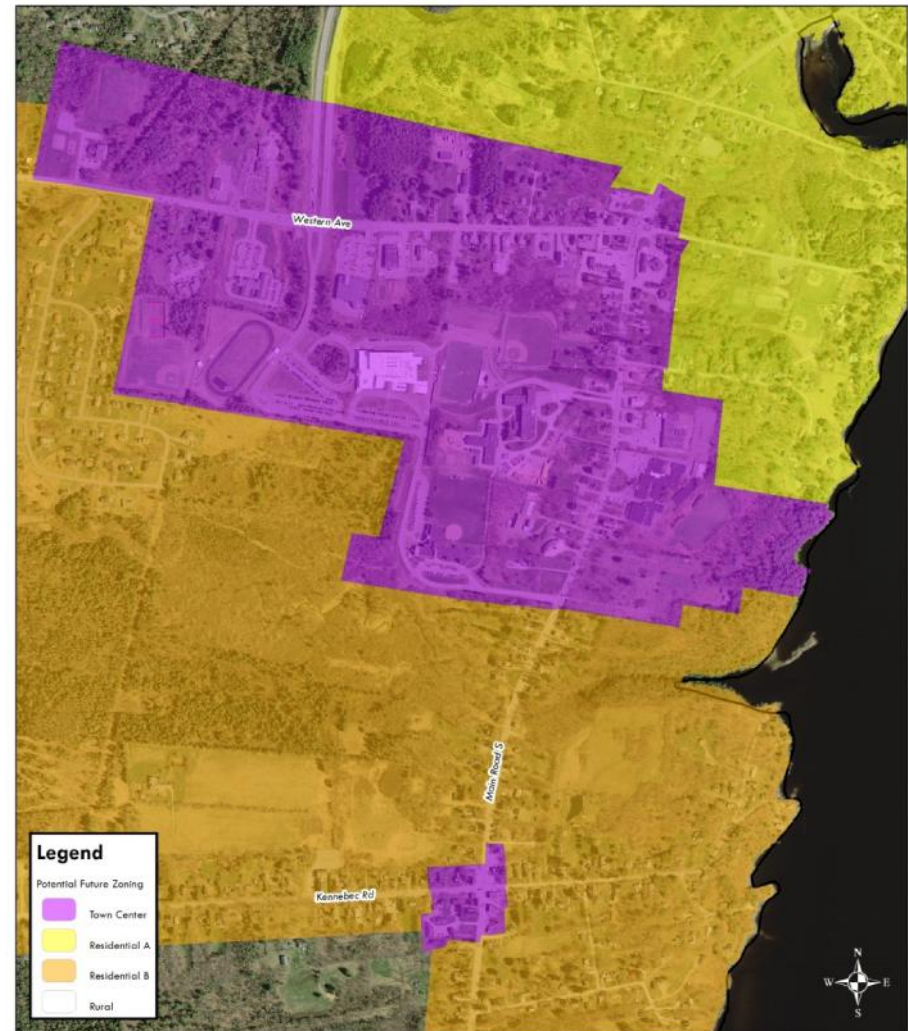 Western Ave
Main Road S
Kennebec Rd
Legend
Potential Future Zoning
Town Center
Residential A
Residential B
Rural
N
W E
S